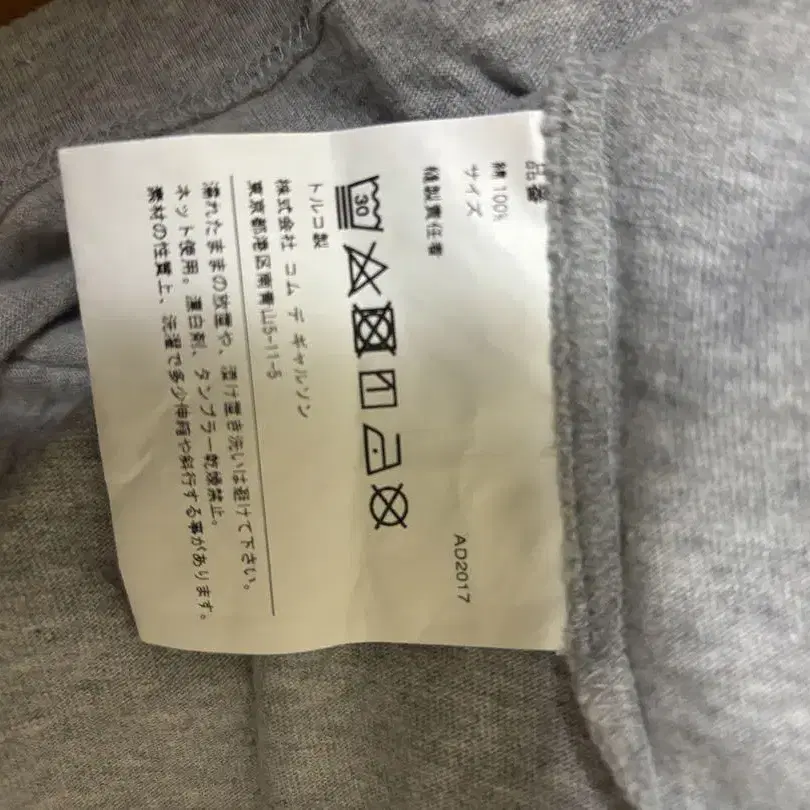 品番
綿 100%
サイズ
縫製責任者
AD2017
30
トルコ製
株式会社 コム デ ギャルソン
東京都港区南青山5-11-5
濡れたままの放置や、漬け置き洗いは避けて下さい。
ネット使用。漂白剤、タンブラー乾燥禁止。
素材の性質上、洗濯で多少伸縮や斜行する事があります。